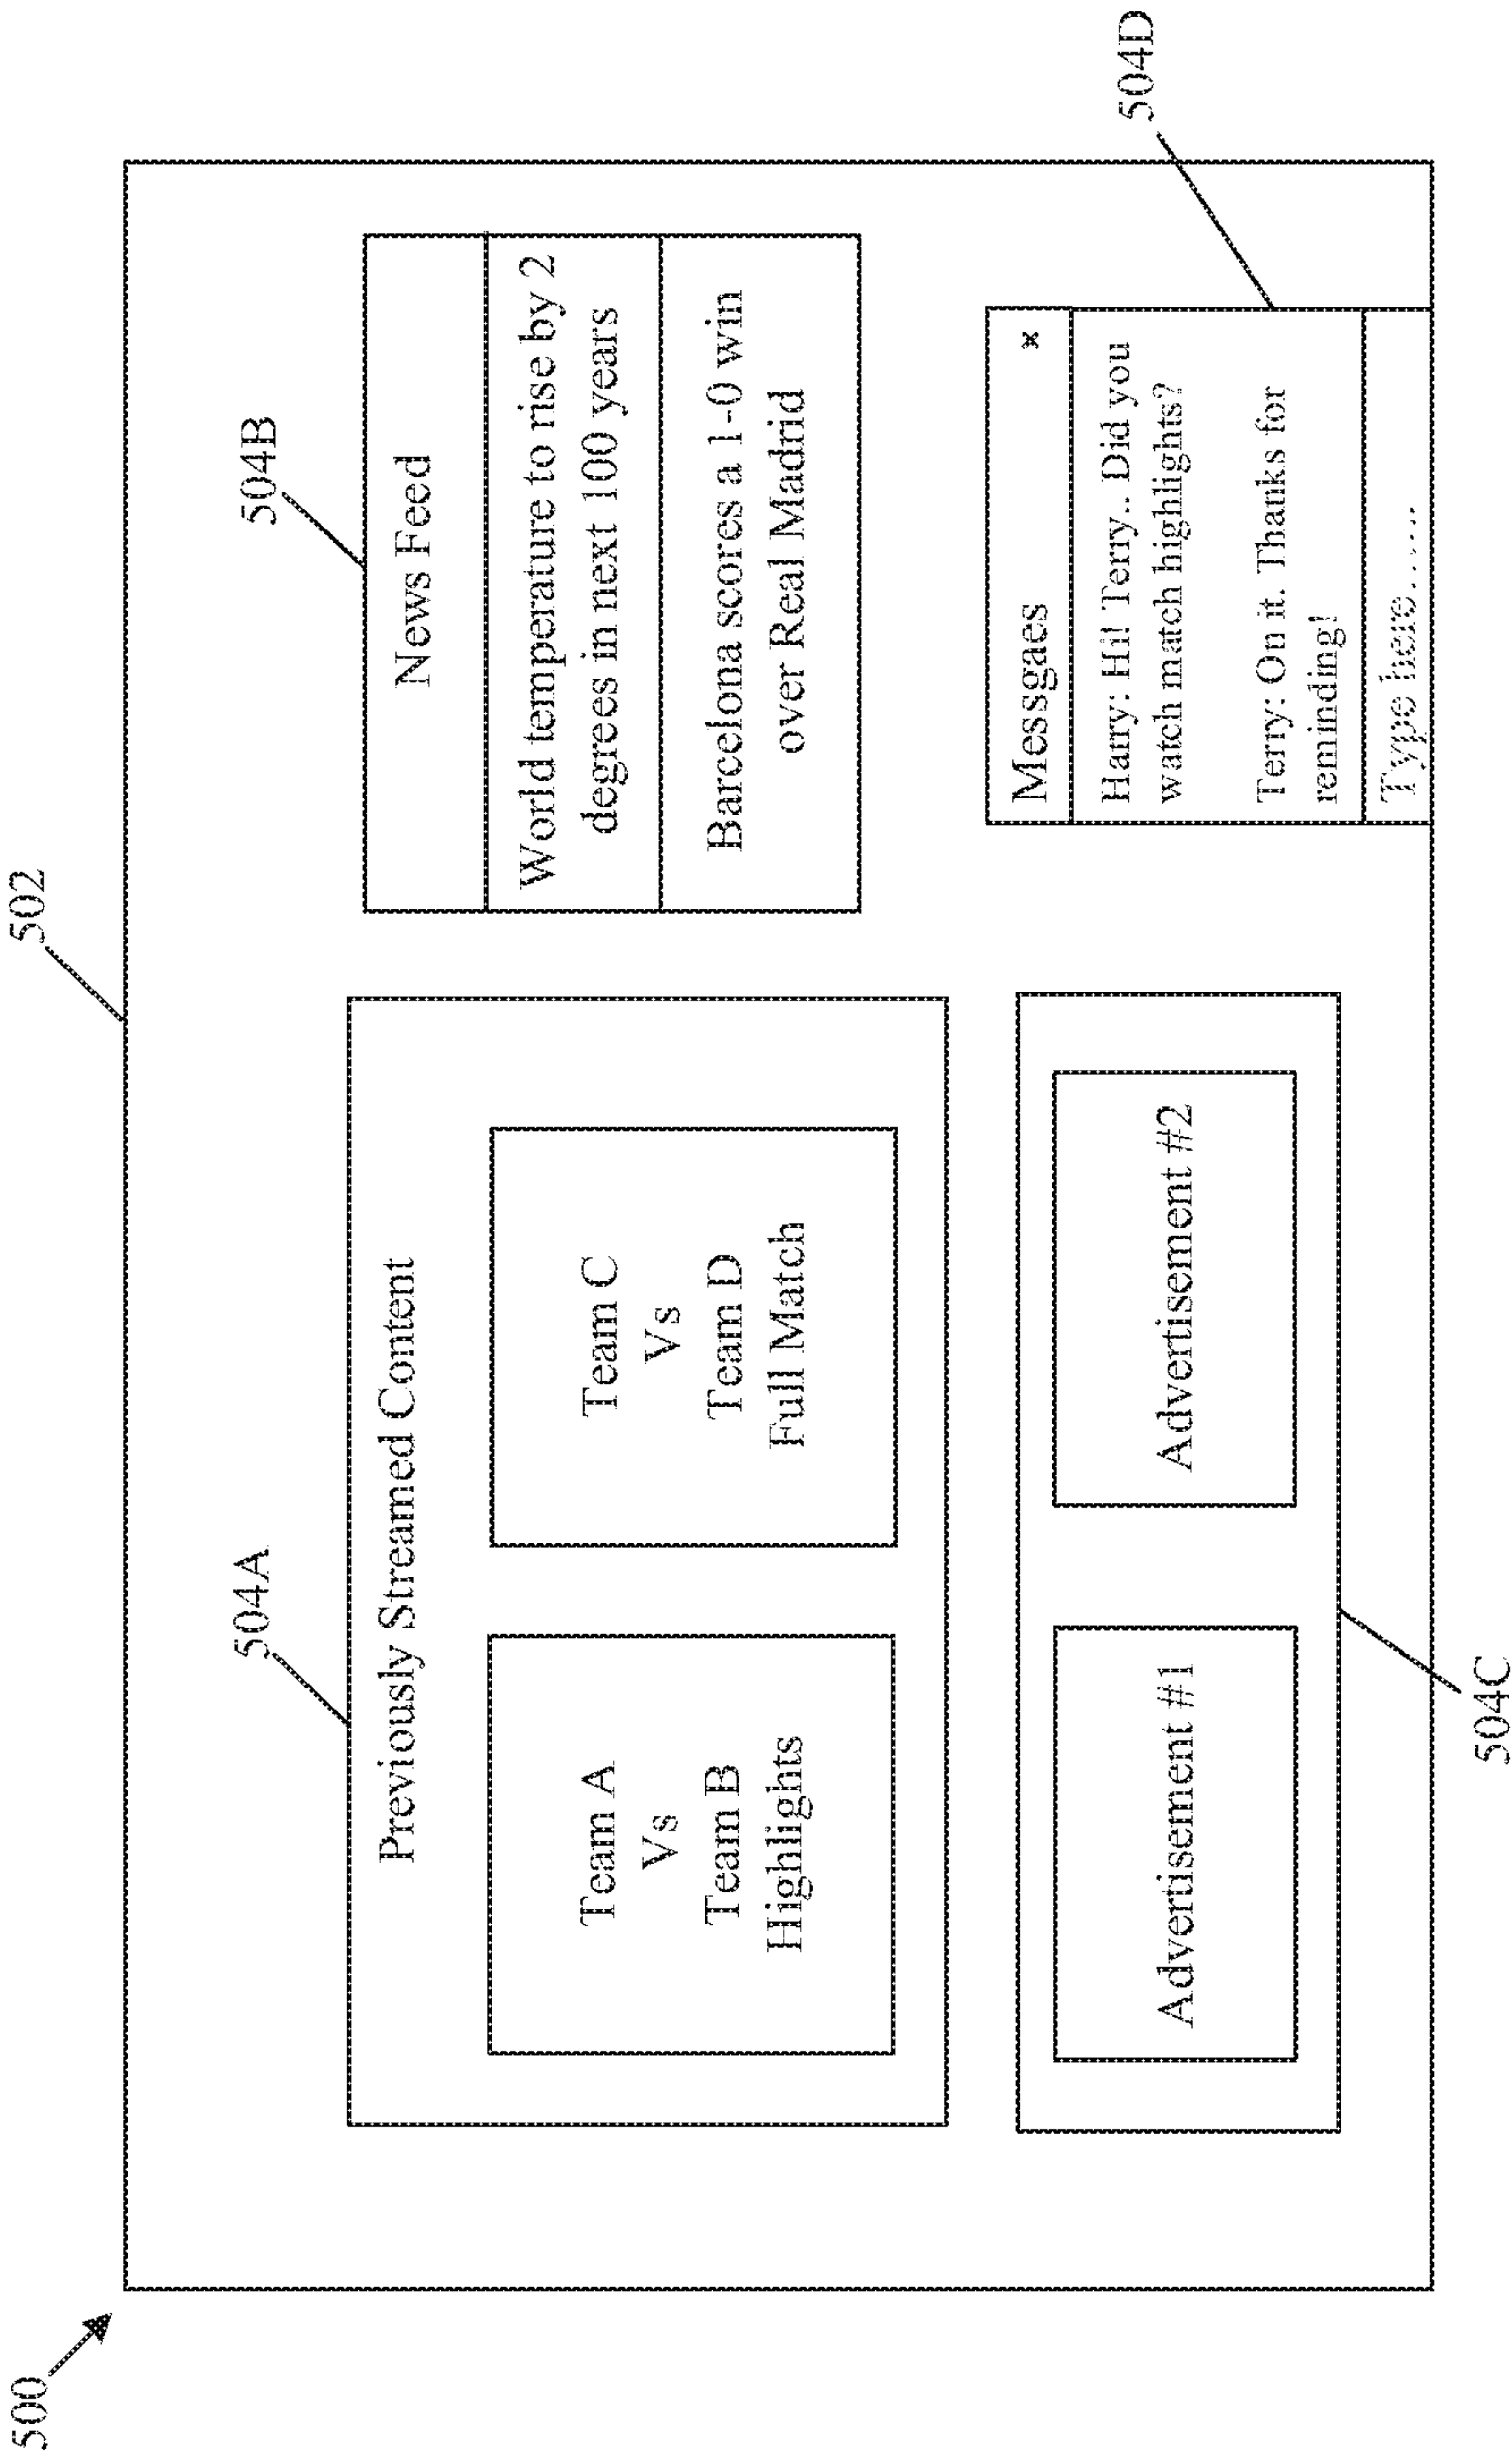 500
502
504A
504B
Previously Streamed Content
Team A
Vs
Team B
Highlights
Team C
Vs
Team D
Full Match
News Feed
World temperature to rise by 2
degrees in next 100 years
Barcelona scores a 1-0 win
over Real Madrid
Advertisement #1
Advertisement #2
504C
Messgaes
×
Harry: Hi! Terry.. Did you
watch match highlights?
Terry: On it. Thanks for
reminding!
Type here......
504D